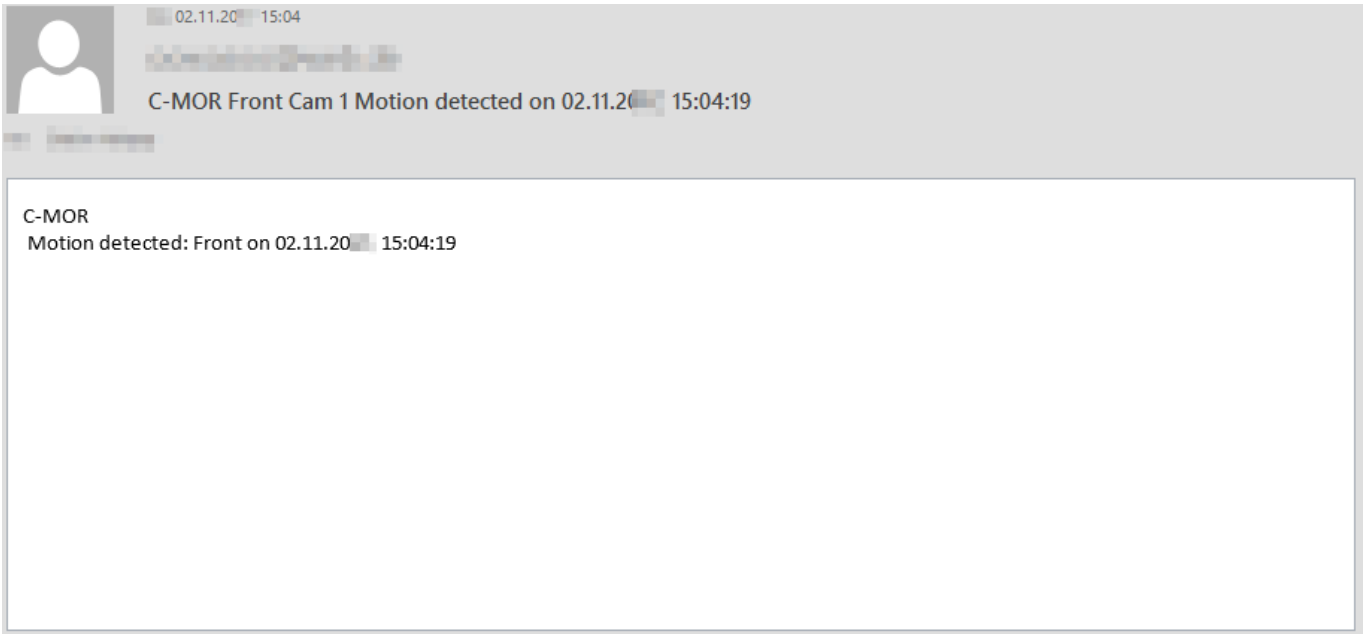 02.11.20 15:04
C-MOR Front Cam 1 Motion detected on 02.11.2 15:04:19
C-MOR
Motion detected: Front on 02.11.20 15:04:19